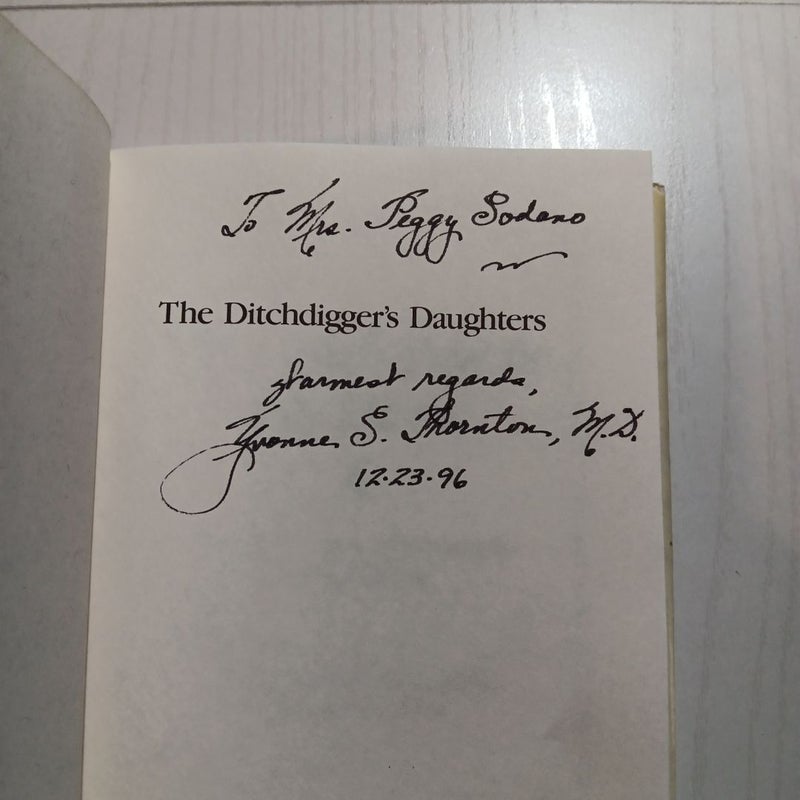 To Mrs. Peggy Sodano
The Ditchdigger's Daughters
Warmest regards,
Yvonne S. Thornton, M.D.
12·23·96